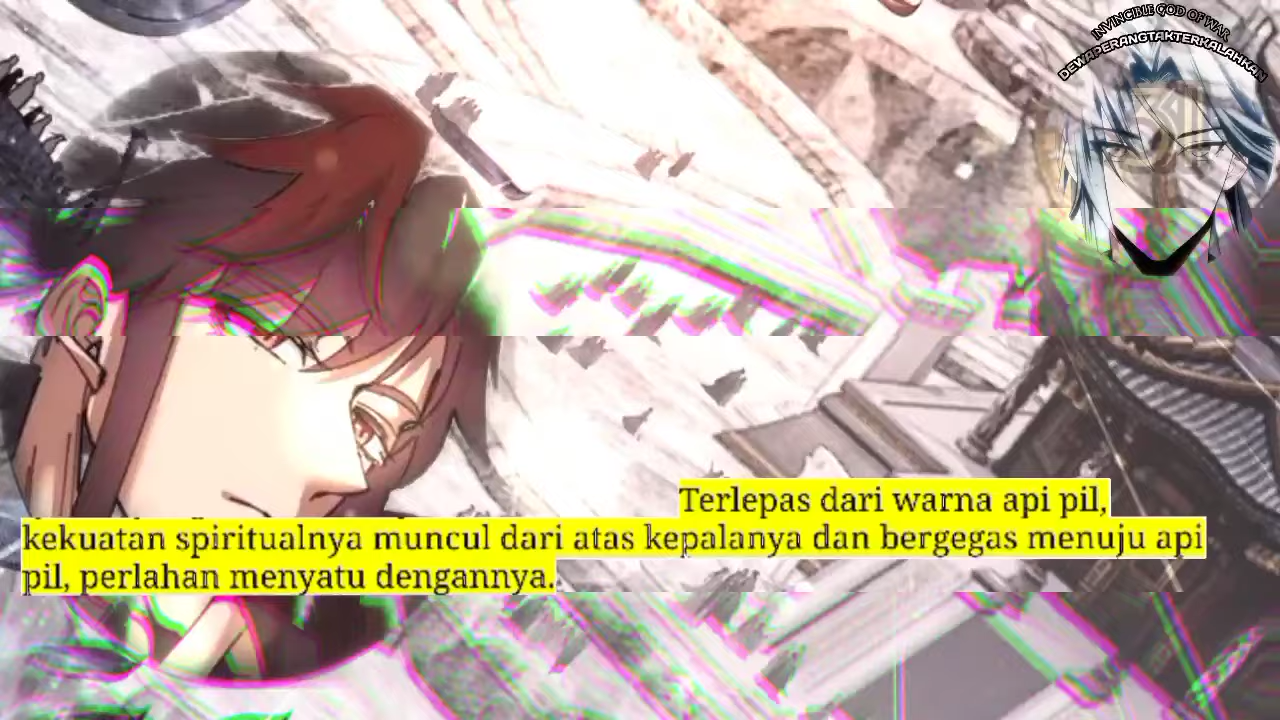 INVINCIBLE GOD OF WAR
DEWAPERANGTAKTERKALAHKAN
Terlepas dari warna api pil,
kekuatan spiritualnya muncul dari atas kepalanya dan bergegas menuju api
pil, perlahan menyatu dengannya.